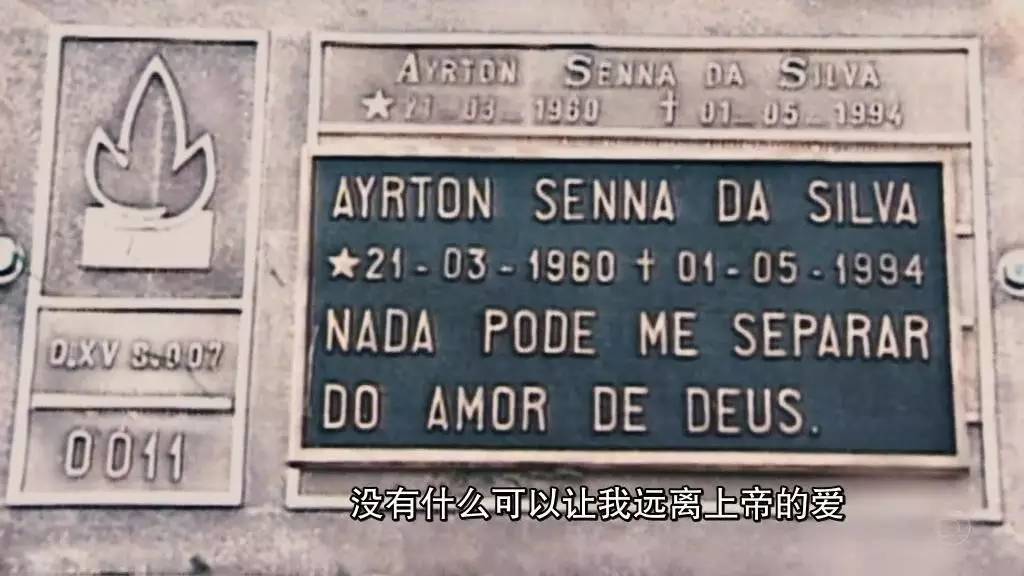 AYRTON SENNA DA SILVA
★21-03-1960 † 01-05-1994
AYRTON SENNA DA SILVA
★21-03-1960 † 01-05-1994
NADA PODE ME SEPARAR
DO AMOR DE DEUS.
Q.XV S.007
0011
没有什么可以让我远离上帝的爱